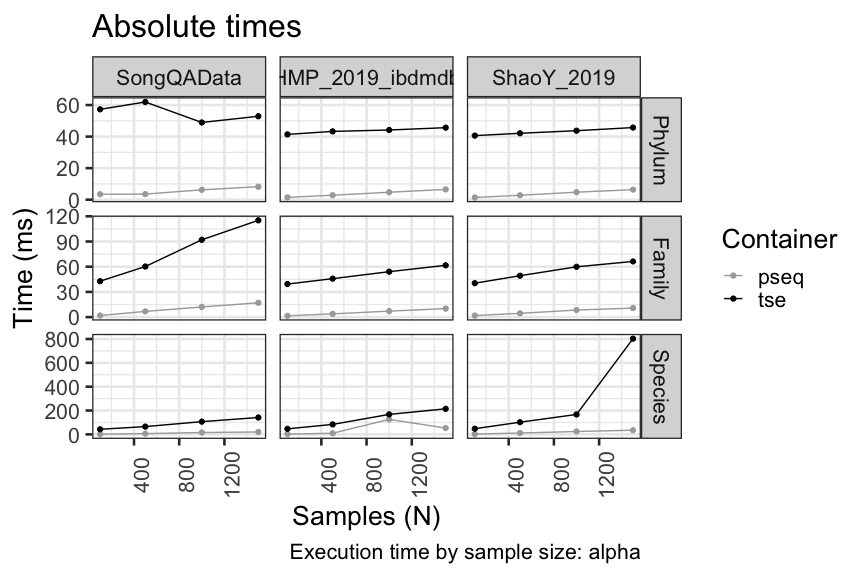 Absolute times
SongQAData
HMP_2019_ibdmdb
ShaoY_2019
60
40
20
0
Phylum
120
90
60
30
0
Family
800
600
400
200
0
Species
Time (ms)
400
800
1200
400
800
1200
400
800
1200
Samples (N)
Execution time by sample size: alpha
Container
pseq
tse